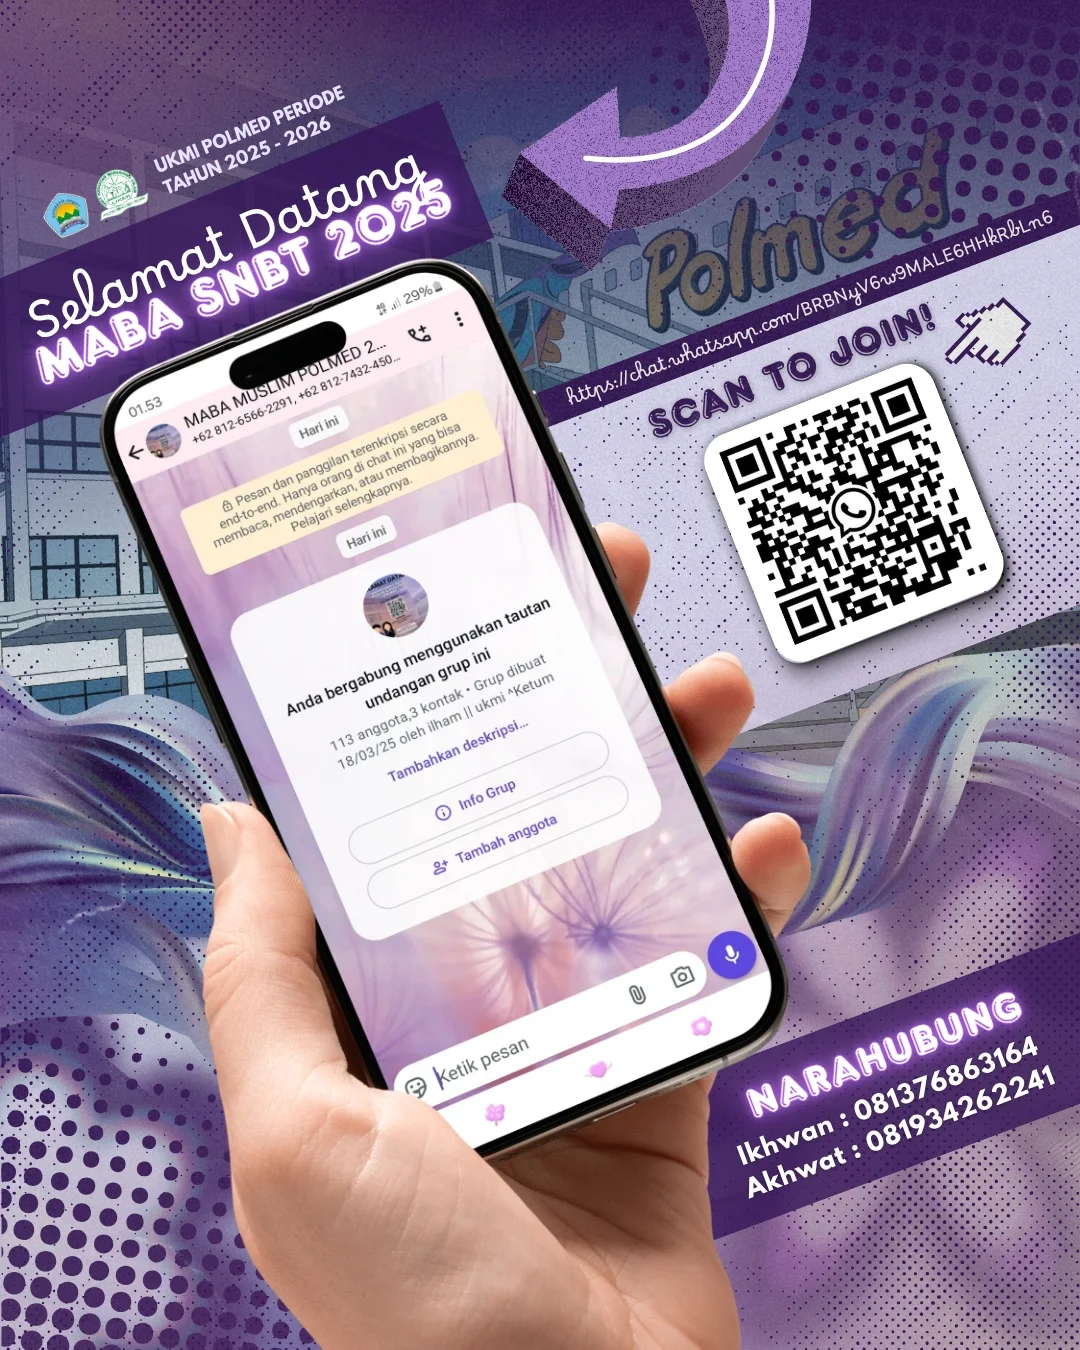 UKMI POLMED PERIODE
TAHUN 2025 - 2026
Selamat Datang
MABA SNBT 2025
Polmed
https://chat.whatsapp.com/BRBNyV6w9MALE6HHkRbLn6
SCAN TO JOIN!
01.53
29%
MABA MUSLIM POLMED 2...
+62 812-6566-2291, +62 812-7432-450...
Hari ini
Pesan dan panggilan terenkripsi secara
end-to-end. Hanya orang di chat ini yang bisa
membaca, mendengarkan, atau membagikannya.
Pelajari selengkapnya.
Hari ini
Anda bergabung menggunakan tautan
undangan grup ini
113 anggota,3 kontak • Grup dibuat
18/03/25 oleh ilham || ukmi ^Ketum
Tambahkan deskripsi...
Info Grup
Tambah anggota
Ketik pesan
NARAHUBUNG
Ikhwan : 081376863164
Akhwat : 081934262241